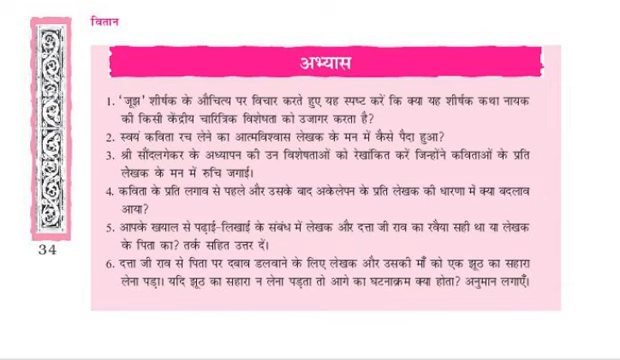 वितान
अभ्यास
1. 'जूझ' शीर्षक के औचित्य पर विचार करते हुए यह स्पष्ट करें कि क्या यह शीर्षक कथा नायक
की किसी केंद्रीय चारित्रिक विशेषता को उजागर करता है?
2. स्वयं कविता रच लेने का आत्मविश्वास लेखक के मन में कैसे पैदा हुआ?
3. श्री सौंदलगेकर के अध्यापन की उन विशेषताओं को रेखांकित करें जिन्होंने कविताओं के प्रति
लेखक के मन में रुचि जगाई।
4. कविता के प्रति लगाव से पहले और उसके बाद अकेलेपन के प्रति लेखक की धारणा में क्या बदलाव
आया?
5. आपके खयाल से पढ़ाई-लिखाई के संबंध में लेखक और दत्ता जी राव का रवैया सही था या लेखक
के पिता का? तर्क सहित उत्तर दें।
6. दत्ता जी राव से पिता पर दबाव डलवाने के लिए लेखक और उसकी माँ को एक झूठ का सहारा
लेना पड़ा। यदि झूठ का सहारा न लेना पड़ता तो आगे का घटनाक्रम क्या होता? अनुमान लगाएँ।
34